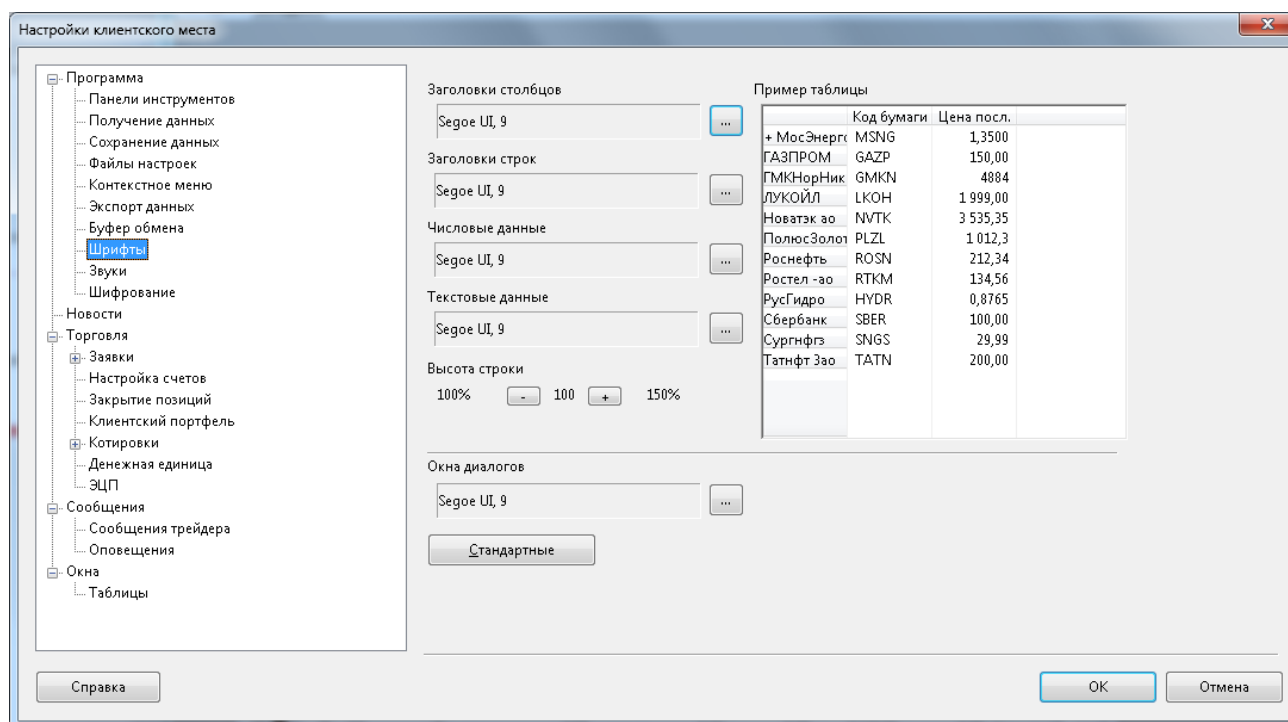 Настройки клиентского места
Программа
Панели инструментов
Получение данных
Сохранение данных
Файлы настроек
Контекстное меню
Экспорт данных
Буфер обмена
Шрифты
Звуки
Шифрование
Новости
Торговля
Заявки
Настройка счетов
Закрытие позиций
Клиентский портфель
Котировки
Денежная единица
ЭЦП
Сообщения
Сообщения трейдера
Оповещения
Окна
Таблицы
Заголовки столбцов
Segoe UI, 9
...
Заголовки строк
Segoe UI, 9
...
Числовые данные
Segoe UI, 9
...
Текстовые данные
Segoe UI, 9
...
Высота строки
100% - 100 + 150%
Пример таблицы
Код бумаги Цена посл.
+ МосЭнерго MSNG 1,3500
ГАЗПРОМ GAZP 150,00
ГМКНорНик GMKN 4884
ЛУКОЙЛ LKOH 1 999,00
Новатэк ао NVTK 3 535,35
ПолюсЗолот PLZL 1 012,3
Роснефть ROSN 212,34
Ростел -ао RTKM 134,56
РусГидро HYDR 0,8765
Сбербанк SBER 100,00
Сургнфгз SNGS 29,99
Татнфт 3ао TATN 200,00
Окна диалогов
Segoe UI, 9
...
Стандартные
Справка
OK
Отмена